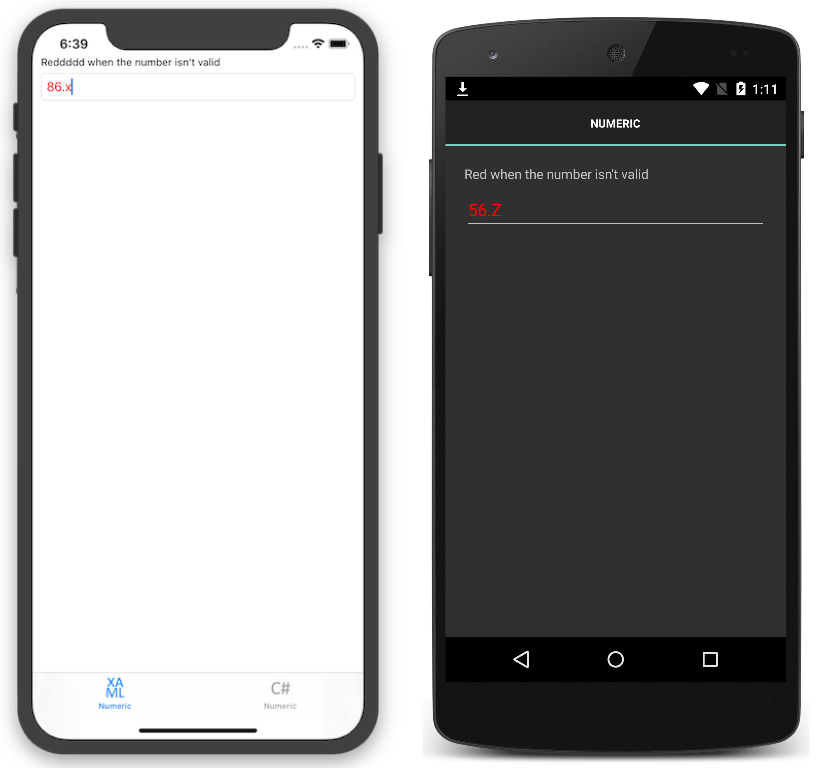 6:39
Reddddd when the number isn't valid
86.x
XA
ML
Numeric
C#
Numeric
1:11
NUMERIC
Red when the number isn't valid
56.Z